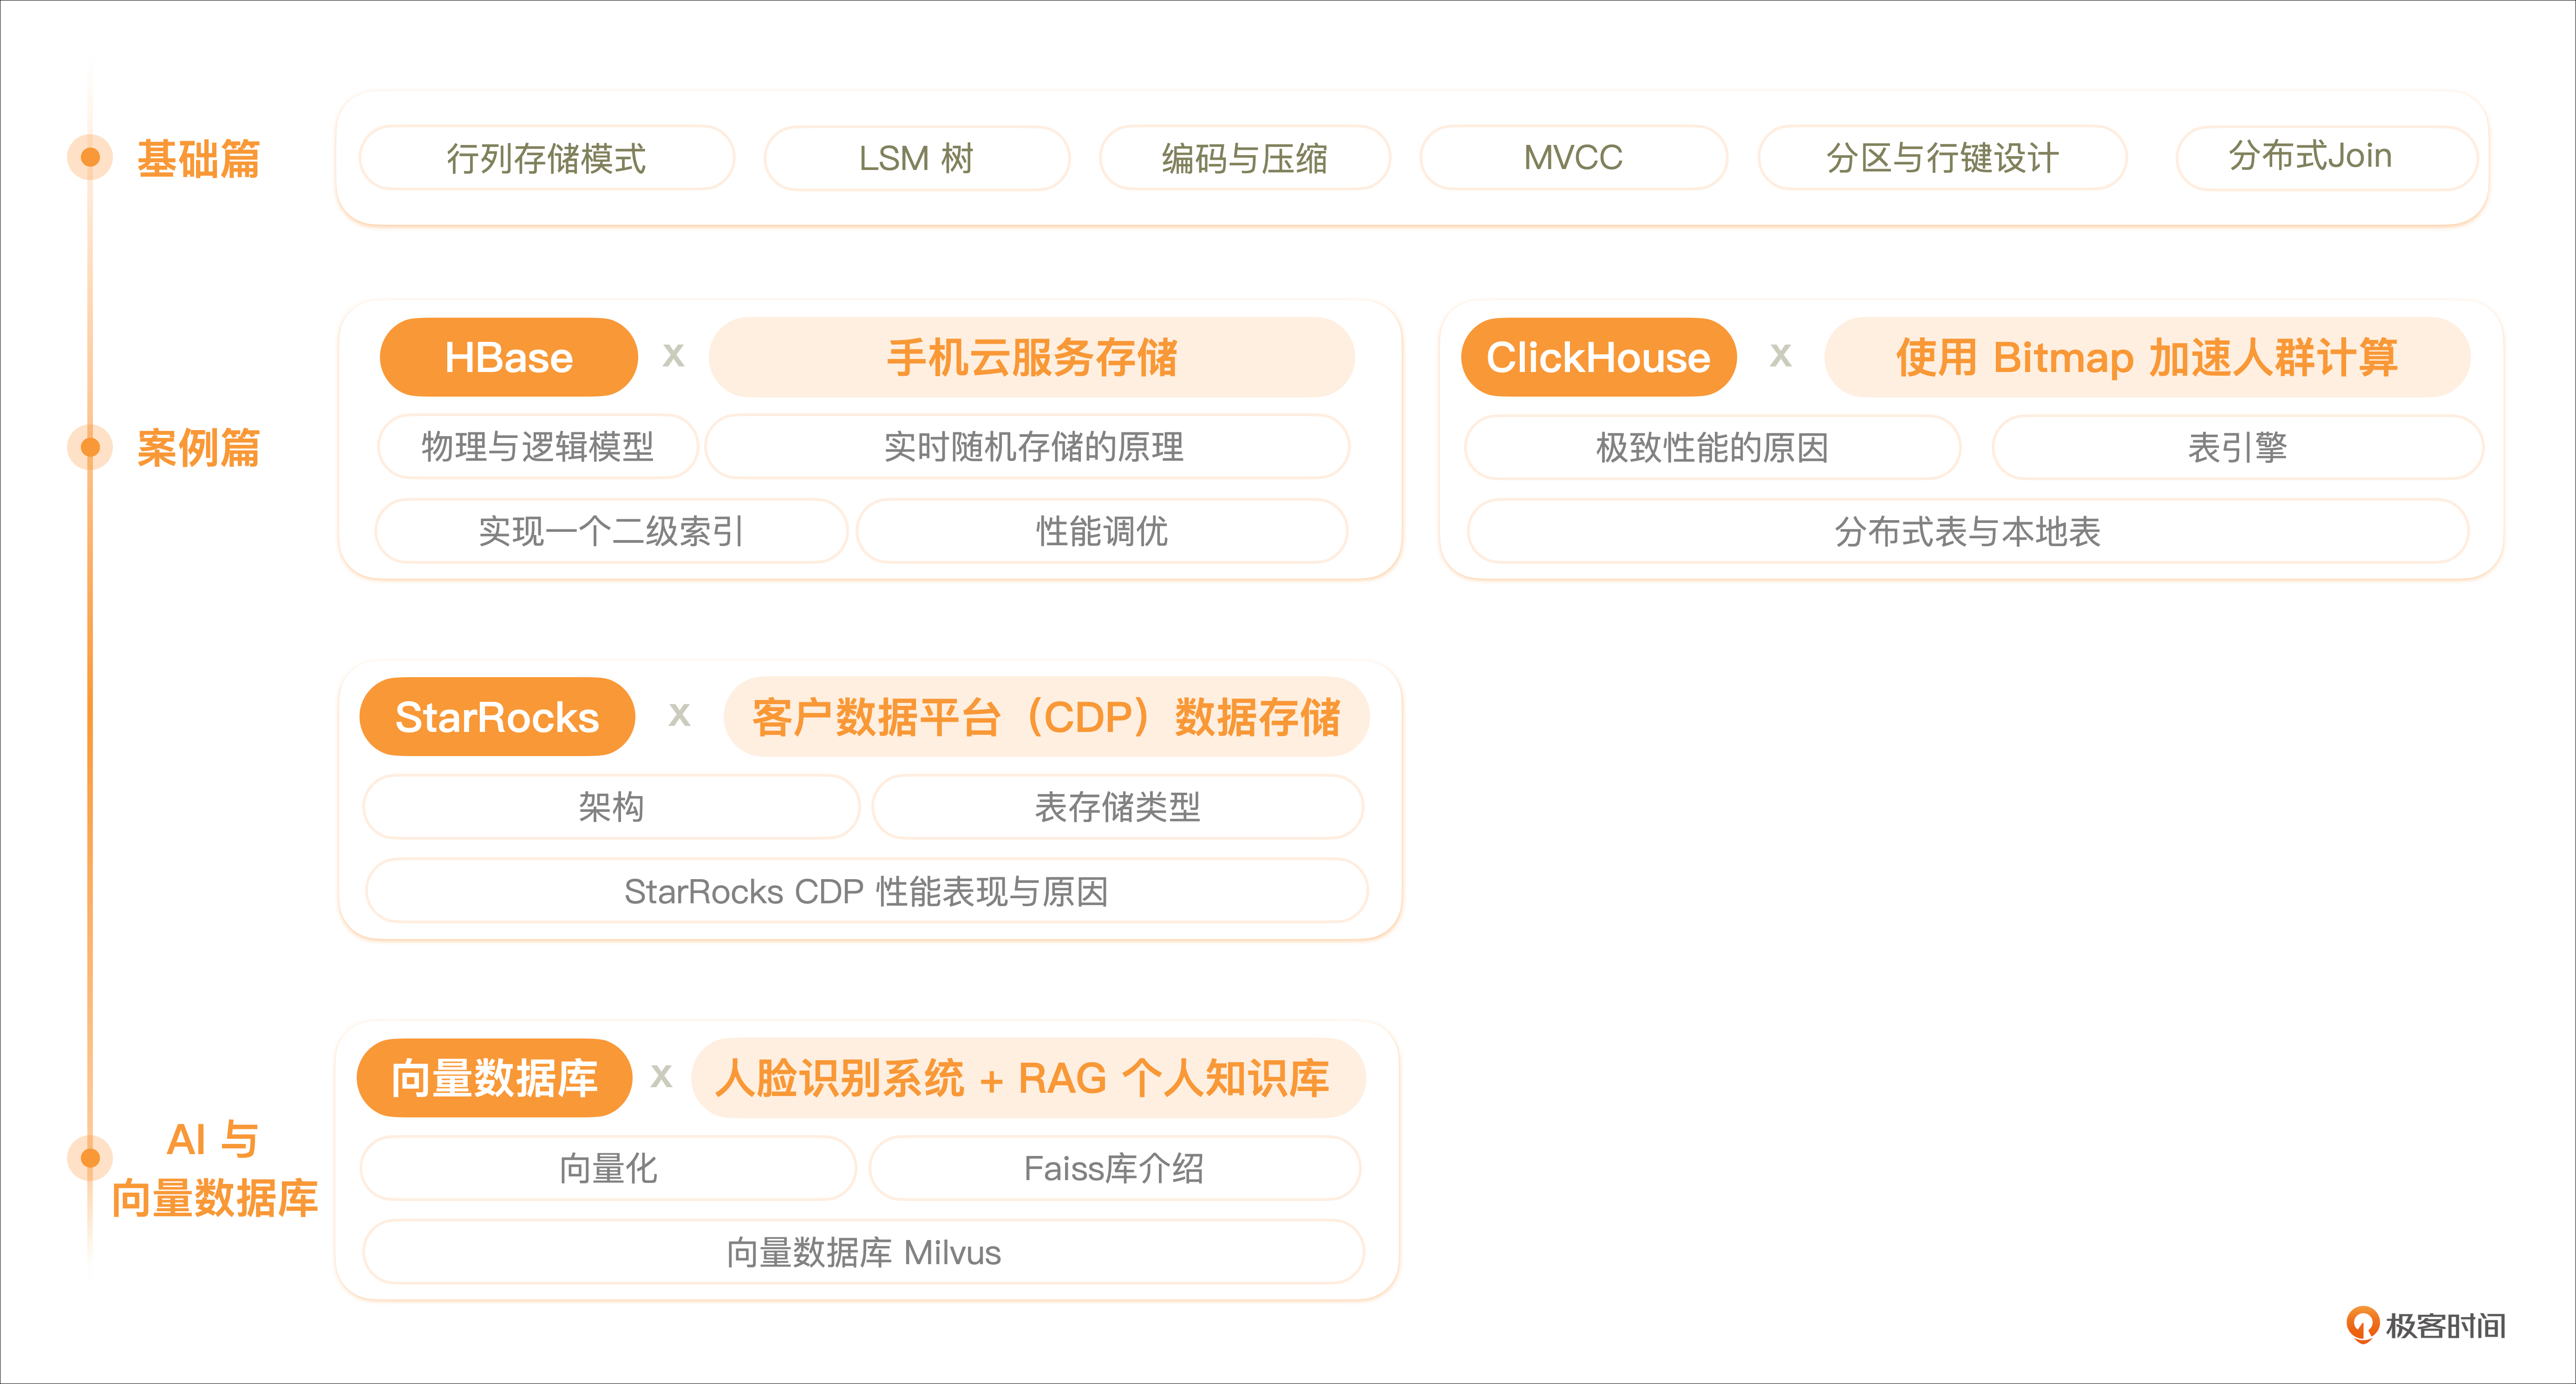 基础篇
行列存储模式
LSM 树
编码与压缩
MVCC
分区与行键设计
分布式Join
案例篇
HBase x 手机云服务存储
物理与逻辑模型
实时随机存储的原理
实现一个二级索引
性能调优
ClickHouse x 使用 Bitmap 加速人群计算
极致性能的原因
表引擎
分布式表与本地表
StarRocks x 客户数据平台（CDP）数据存储
架构
表存储类型
StarRocks CDP 性能表现与原因
AI 与
向量数据库
向量数据库 x 人脸识别系统 + RAG 个人知识库
向量化
Faiss库介绍
向量数据库 Milvus
极客时间